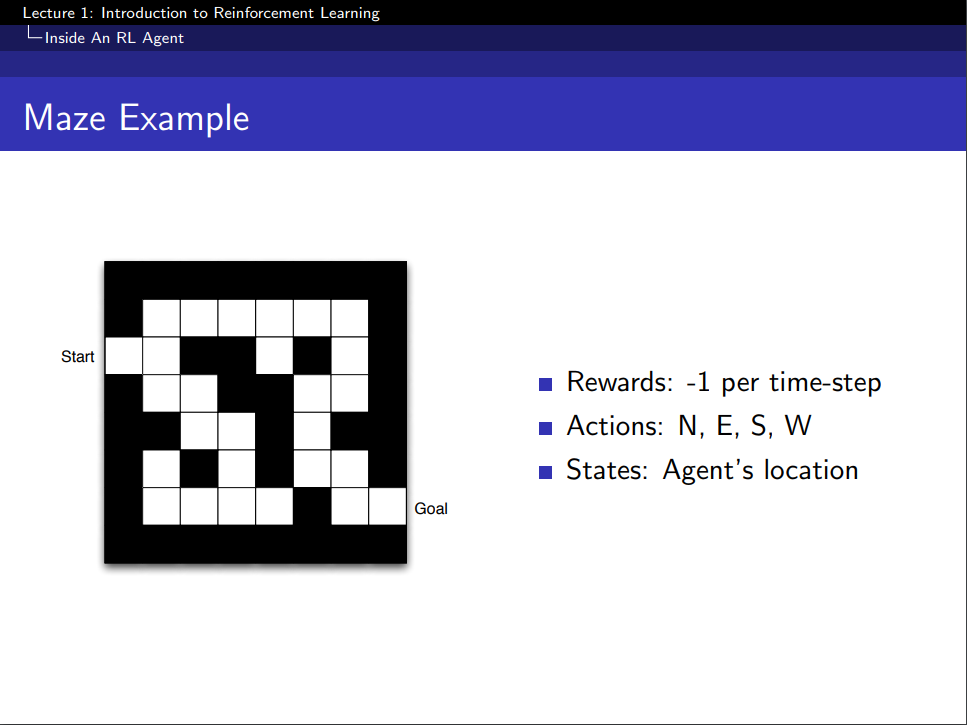 Lecture 1: Introduction to Reinforcement Learning
Inside An RL Agent
Maze Example
Start
Goal
Rewards: -1 per time-step
Actions: N, E, S, W
States: Agent's location